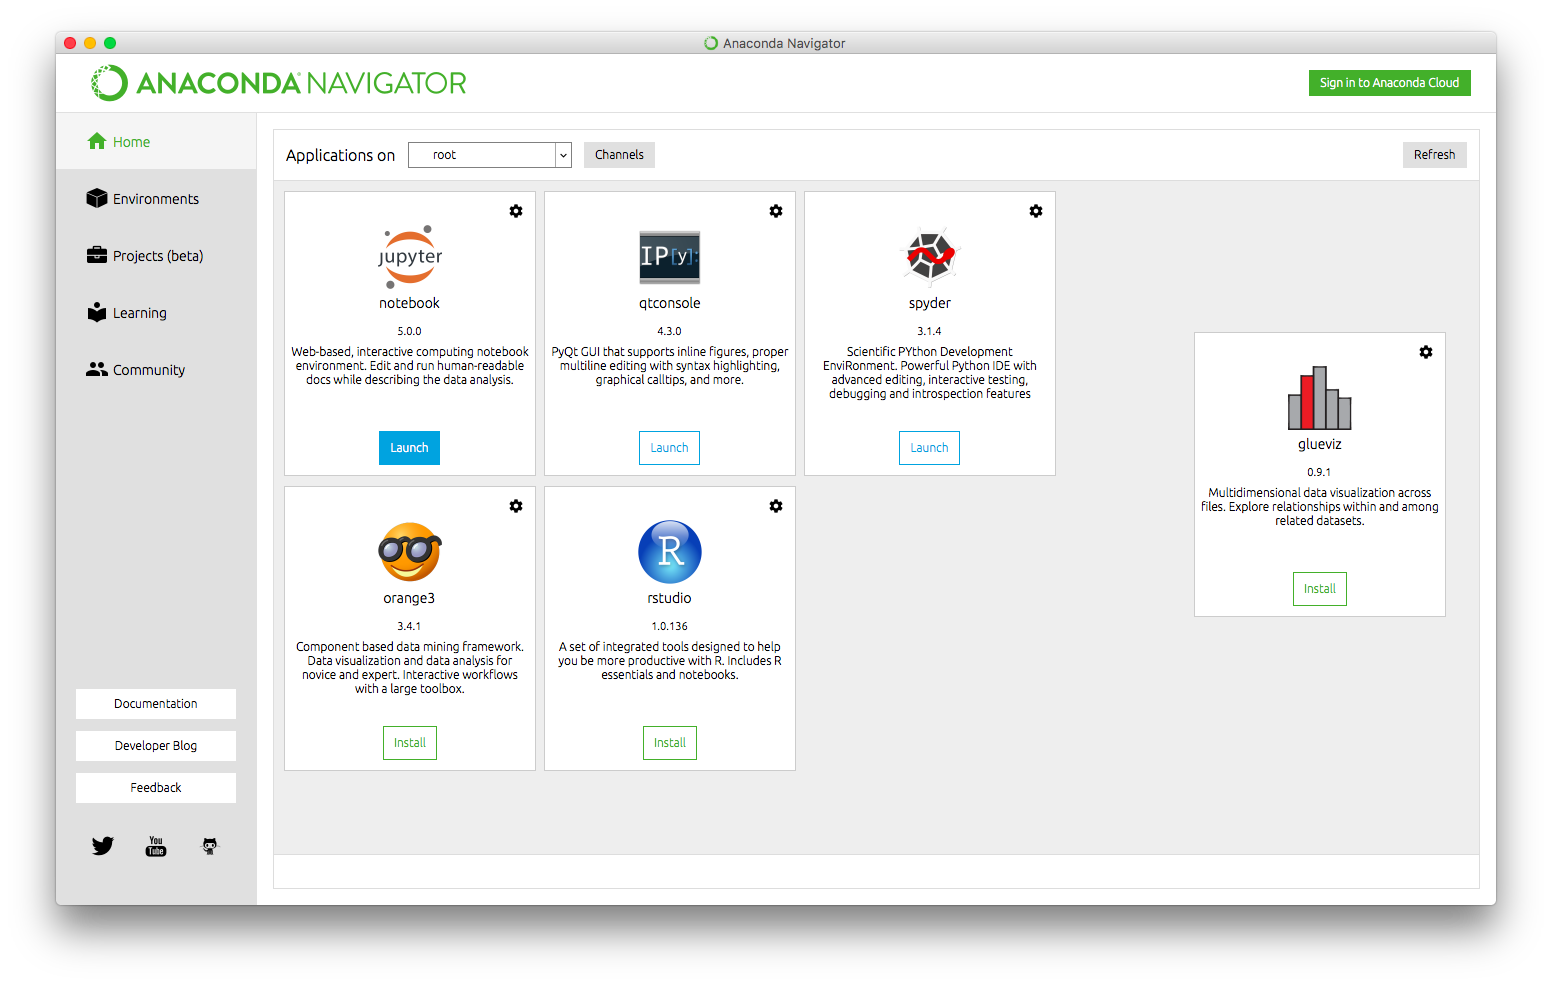 Anaconda Navigator
ANACONDA NAVIGATOR
Sign in to Anaconda Cloud
Home
Environments
Projects (beta)
Learning
Community
Documentation
Developer Blog
Feedback
You
Tube
Applications on
root
Channels
Refresh
jupyter
notebook
5.0.0
Web-based, interactive computing notebook
environment. Edit and run human-readable
docs while describing the data analysis.
Launch
IP[y]:
qtconsole
4.3.0
PyQt GUI that supports inline figures, proper
multiline editing with syntax highlighting,
graphical calltips, and more.
Launch
spyder
3.1.4
Scientific PYthon Development
EnviRonment. Powerful Python IDE with
advanced editing, interactive testing,
debugging and introspection features
Launch
glueviz
0.9.1
Multidimensional data visualization across
files. Explore relationships within and among
related datasets.
Install
orange3
3.4.1
Component based data mining framework.
Data visualization and data analysis for
novice and expert. Interactive workflows
with a large toolbox.
Install
R
rstudio
1.0.136
A set of integrated tools designed to help
you be more productive with R. Includes R
essentials and notebooks.
Install